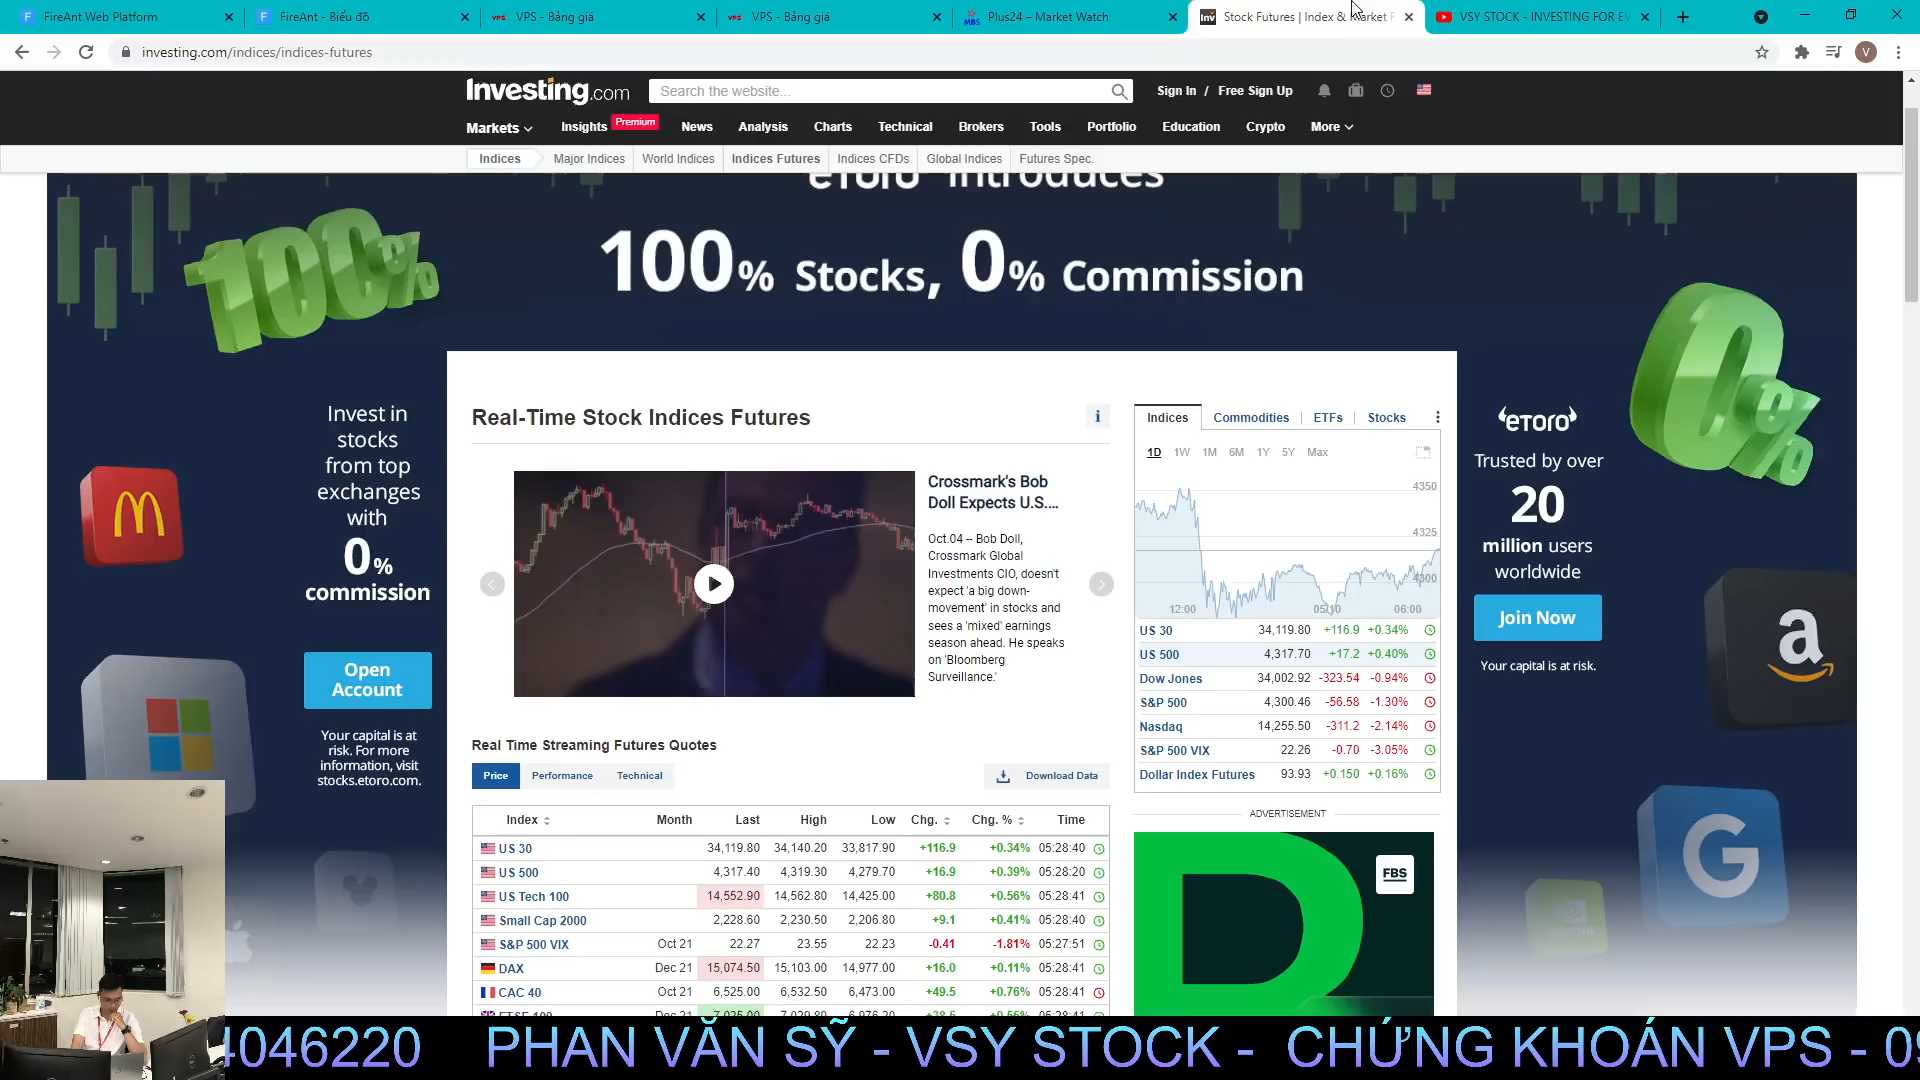 FireAnt Web Platform
FireAnt - Biểu đồ
VPS - Bảng giá
VPS - Bảng giá
Plus24 – Market Watch
Stock Futures | Index & Market F
VSY STOCK - INVESTING FOR EV
investing.com/indices/indices-futures
V
Investing.com
Search the website...
Sign In / Free Sign Up
Markets
Insights
Premium
News
Analysis
Charts
Technical
Brokers
Tools
Portfolio
Education
Crypto
More
Indices
Major Indices
World Indices
Indices Futures
Indices CFDs
Global Indices
Futures Spec.
eToro introduces
100% Stocks, 0% Commission
100%
0%
Invest in
stocks
from top
exchanges
with
0%
commission
Open
Account
Your capital is at
risk. For more
information, visit
stocks.etoro.com.
Real-Time Stock Indices Futures
Crossmark's Bob
Doll Expects U.S....
Oct.04 -- Bob Doll,
Crossmark Global
Investments CIO, doesn't
expect 'a big down-
movement' in stocks and
sees a 'mixed' earnings
season ahead. He speaks
on 'Bloomberg
Surveillance.'
Real Time Streaming Futures Quotes
Price
Performance
Technical
Download Data
Index Month Last High Low Chg. Chg. % Time
US 30 34,119.80 34,140.20 33,817.90 +116.9 +0.34% 05:28:40
US 500 4,317.40 4,319.30 4,279.70 +16.9 +0.39% 05:28:20
US Tech 100 14,552.90 14,562.80 14,425.00 +80.8 +0.56% 05:28:41
Small Cap 2000 2,228.60 2,230.50 2,206.80 +9.1 +0.41% 05:28:40
S&P 500 VIX Oct 21 22.27 23.55 22.23 -0.41 -1.81% 05:27:51
DAX Dec 21 15,074.50 15,103.00 14,977.00 +16.0 +0.11% 05:28:41
CAC 40 Oct 21 6,525.00 6,532.50 6,473.00 +49.5 +0.76% 05:28:41
Indices
Commodities
ETFs
Stocks
1D 1W 1M 6M 1Y 5Y Max
4350
4325
4300
12:00 05/10 06:00
US 30 34,119.80 +116.9 +0.34%
US 500 4,317.70 +17.2 +0.40%
Dow Jones 34,002.92 -323.54 -0.94%
S&P 500 4,300.46 -56.58 -1.30%
Nasdaq 14,255.50 -311.2 -2.14%
S&P 500 VIX 22.26 -0.70 -3.05%
Dollar Index Futures 93.93 +0.150 +0.16%
ADVERTISEMENT
FBS
eToro
Trusted by over
20
million users
worldwide
Join Now
Your capital is at risk.
4046220 PHAN VĂN SỸ - VSY STOCK - CHỨNG KHOÁN VPS - 09